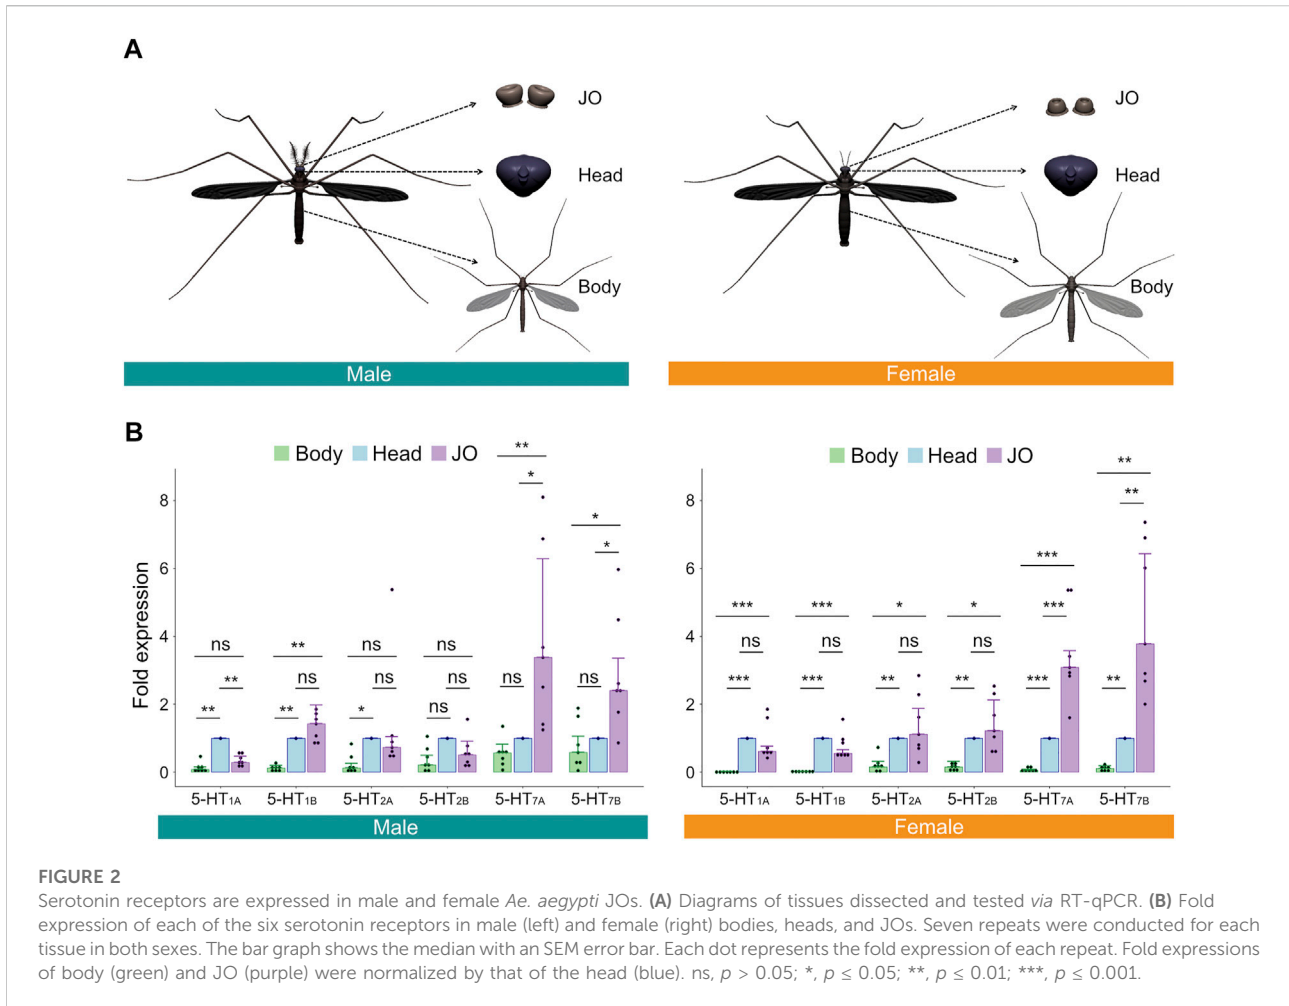 A
JO
Head
Body
Male
JO
Head
Body
Female
B
Body Head JO
Fold expression
8
6
4
2
0
ns
**
**
**
ns
**
ns
ns
*
ns
ns
ns
**
*
ns
*
*
ns
5-HT1A 5-HT1B 5-HT2A 5-HT2B 5-HT7A 5-HT7B
Male
Body Head JO
8
6
4
2
0
***
ns
***
***
ns
***
*
ns
**
*
ns
**
***
***
***
**
**
**
5-HT1A 5-HT1B 5-HT2A 5-HT2B 5-HT7A 5-HT7B
Female
FIGURE 2
Serotonin receptors are expressed in male and female Ae. aegypti JOs. (A) Diagrams of tissues dissected and tested via RT-qPCR. (B) Fold
expression of each of the six serotonin receptors in male (left) and female (right) bodies, heads, and JOs. Seven repeats were conducted for each
tissue in both sexes. The bar graph shows the median with an SEM error bar. Each dot represents the fold expression of each repeat. Fold expressions
of body (green) and JO (purple) were normalized by that of the head (blue). ns, p > 0.05; *, p ≤ 0.05; **, p ≤ 0.01; ***, p ≤ 0.001.